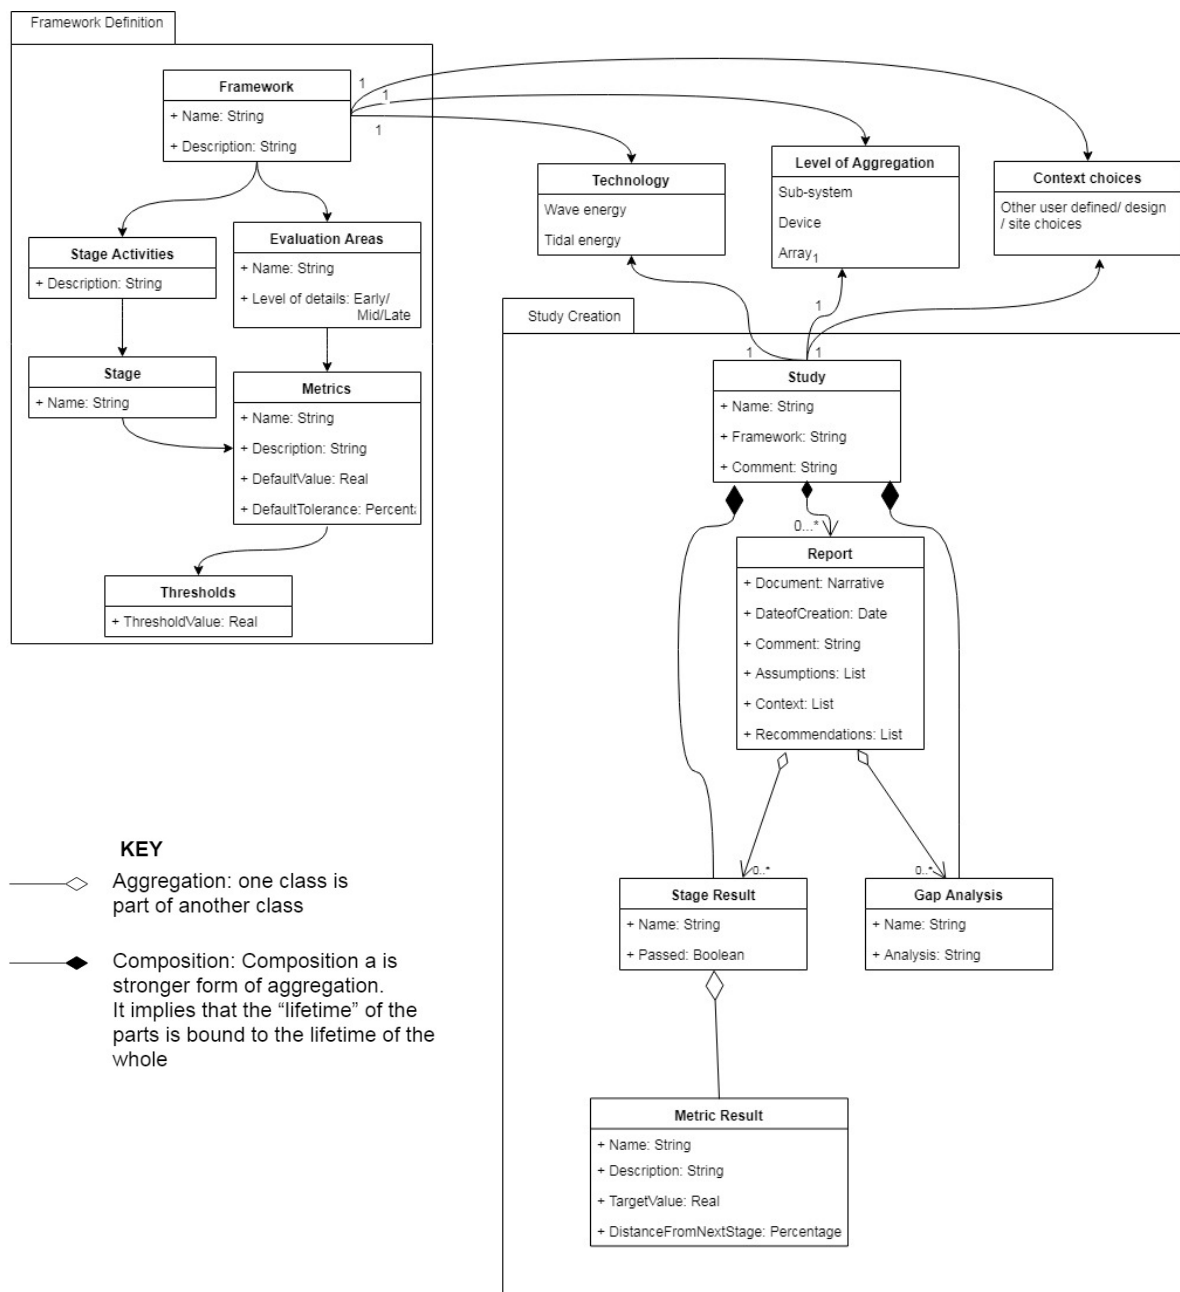 Framework Definition
Framework
+ Name: String
+ Description: String
1
1
1
Technology
Wave energy
Tidal energy
Level of Aggregation
Sub-system
Device
Array
1
Context choices
Other user defined/ design
/ site choices
Stage Activities
+ Description: String
Evaluation Areas
+ Name: String
+ Level of details: Early/
Mid/Late
Stage
+ Name: String
Metrics
+ Name: String
+ Description: String
+ DefaultValue: Real
+ DefaultTolerance: Percent
Thresholds
+ ThresholdValue: Real
Study Creation
1
1
1
Study
+ Name: String
+ Framework: String
+ Comment: String
0...*
Report
+ Document: Narrative
+ DateofCreation: Date
+ Comment: String
+ Assumptions: List
+ Context: List
+ Recommendations: List
0..*
0..*
Stage Result
+ Name: String
+ Passed: Boolean
Gap Analysis
+ Name: String
+ Analysis: String
Metric Result
+ Name: String
+ Description: String
+ TargetValue: Real
+ DistanceFromNextStage: Percentage
KEY
Aggregation: one class is
part of another class
Composition: Composition a is
stronger form of aggregation.
It implies that the “lifetime” of the
parts is bound to the lifetime of the
whole